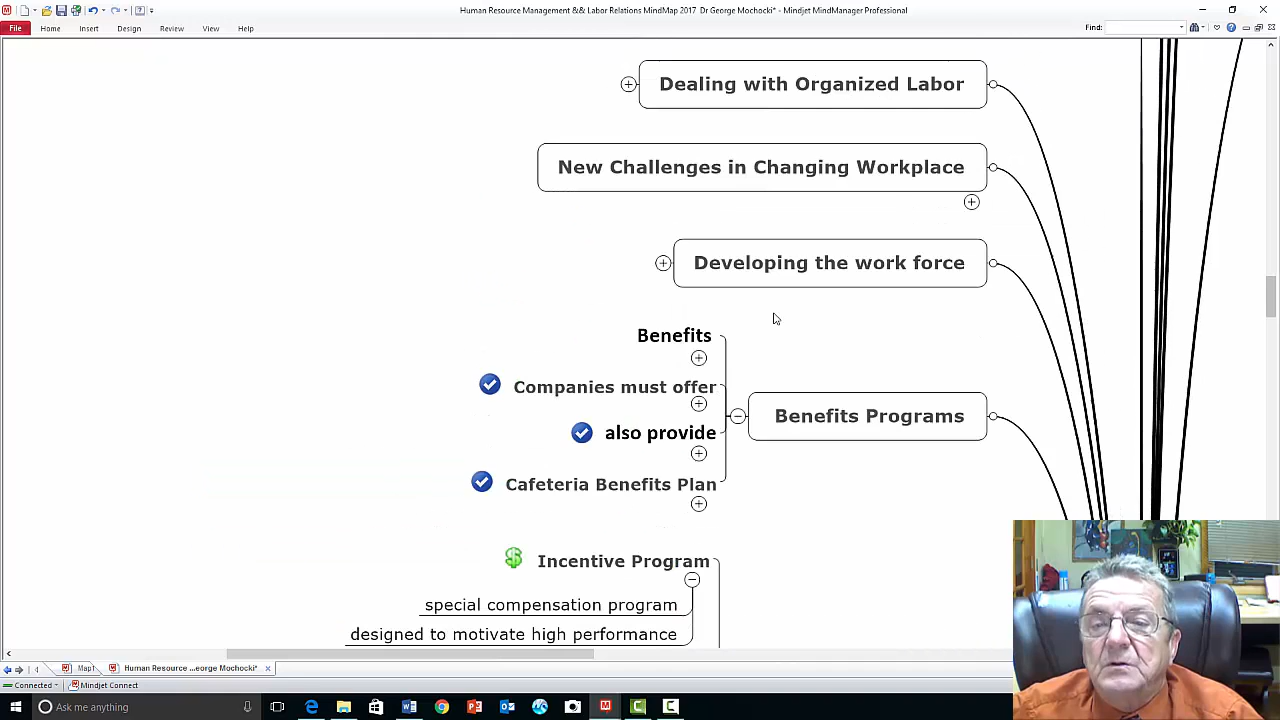 Human Resource Management && Labor Relations MindMap 2017 Dr George Mochocki* - Mindjet MindManager Professional
File Home Insert Design Review View Help Find:
Dealing with Organized Labor
New Challenges in Changing Workplace
Developing the work force
Benefits
Companies must offer
also provide
Cafeteria Benefits Plan
Benefits Programs
Incentive Program
special compensation program
designed to motivate high performance
Map1 Human Resource ...eorge Mochocki*
Connected Mindjet Connect
Ask me anything